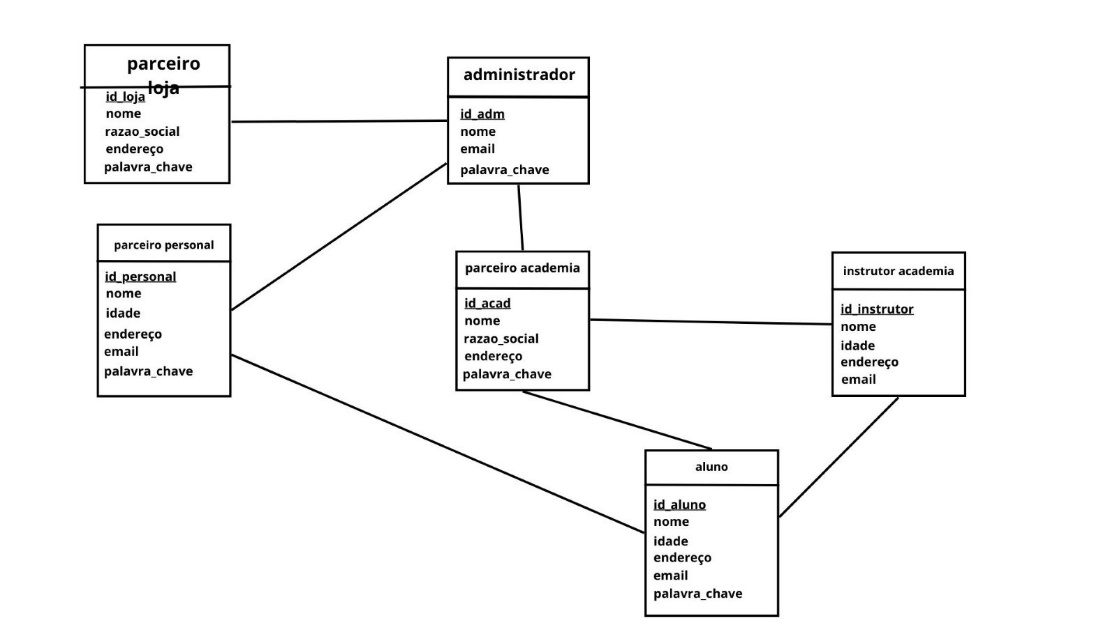 parceiro
loja
id_loja
nome
razao_social
endereço
palavra_chave
administrador
id_adm
nome
email
palavra_chave
parceiro personal
id_personal
nome
idade
endereço
email
palavra_chave
parceiro academia
id_acad
nome
razao_social
endereço
palavra_chave
instrutor academia
id_instrutor
nome
idade
endereço
email
aluno
id_aluno
nome
idade
endereço
email
palavra_chave